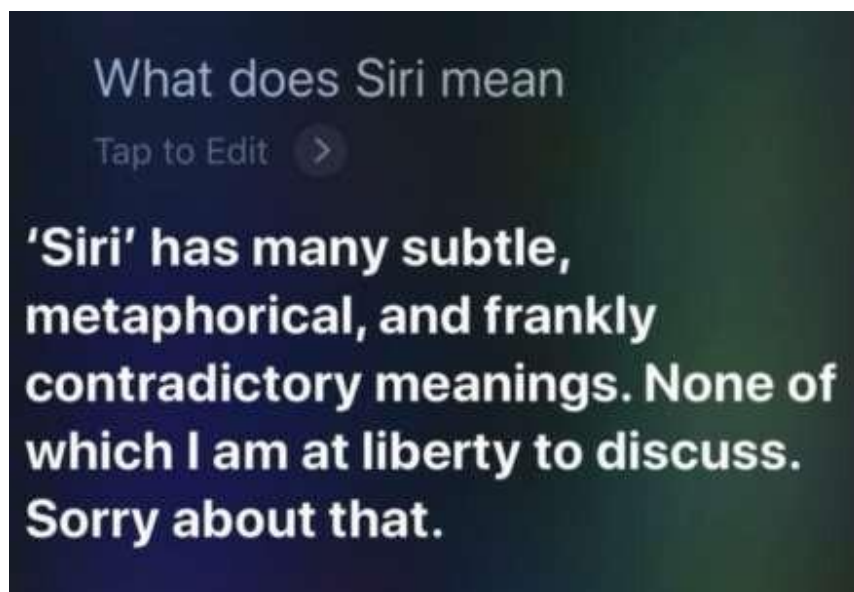 What does Siri mean
Tap to Edit >
‘Siri’ has many subtle,
metaphorical, and frankly
contradictory meanings. None of
which I am at liberty to discuss.
Sorry about that.